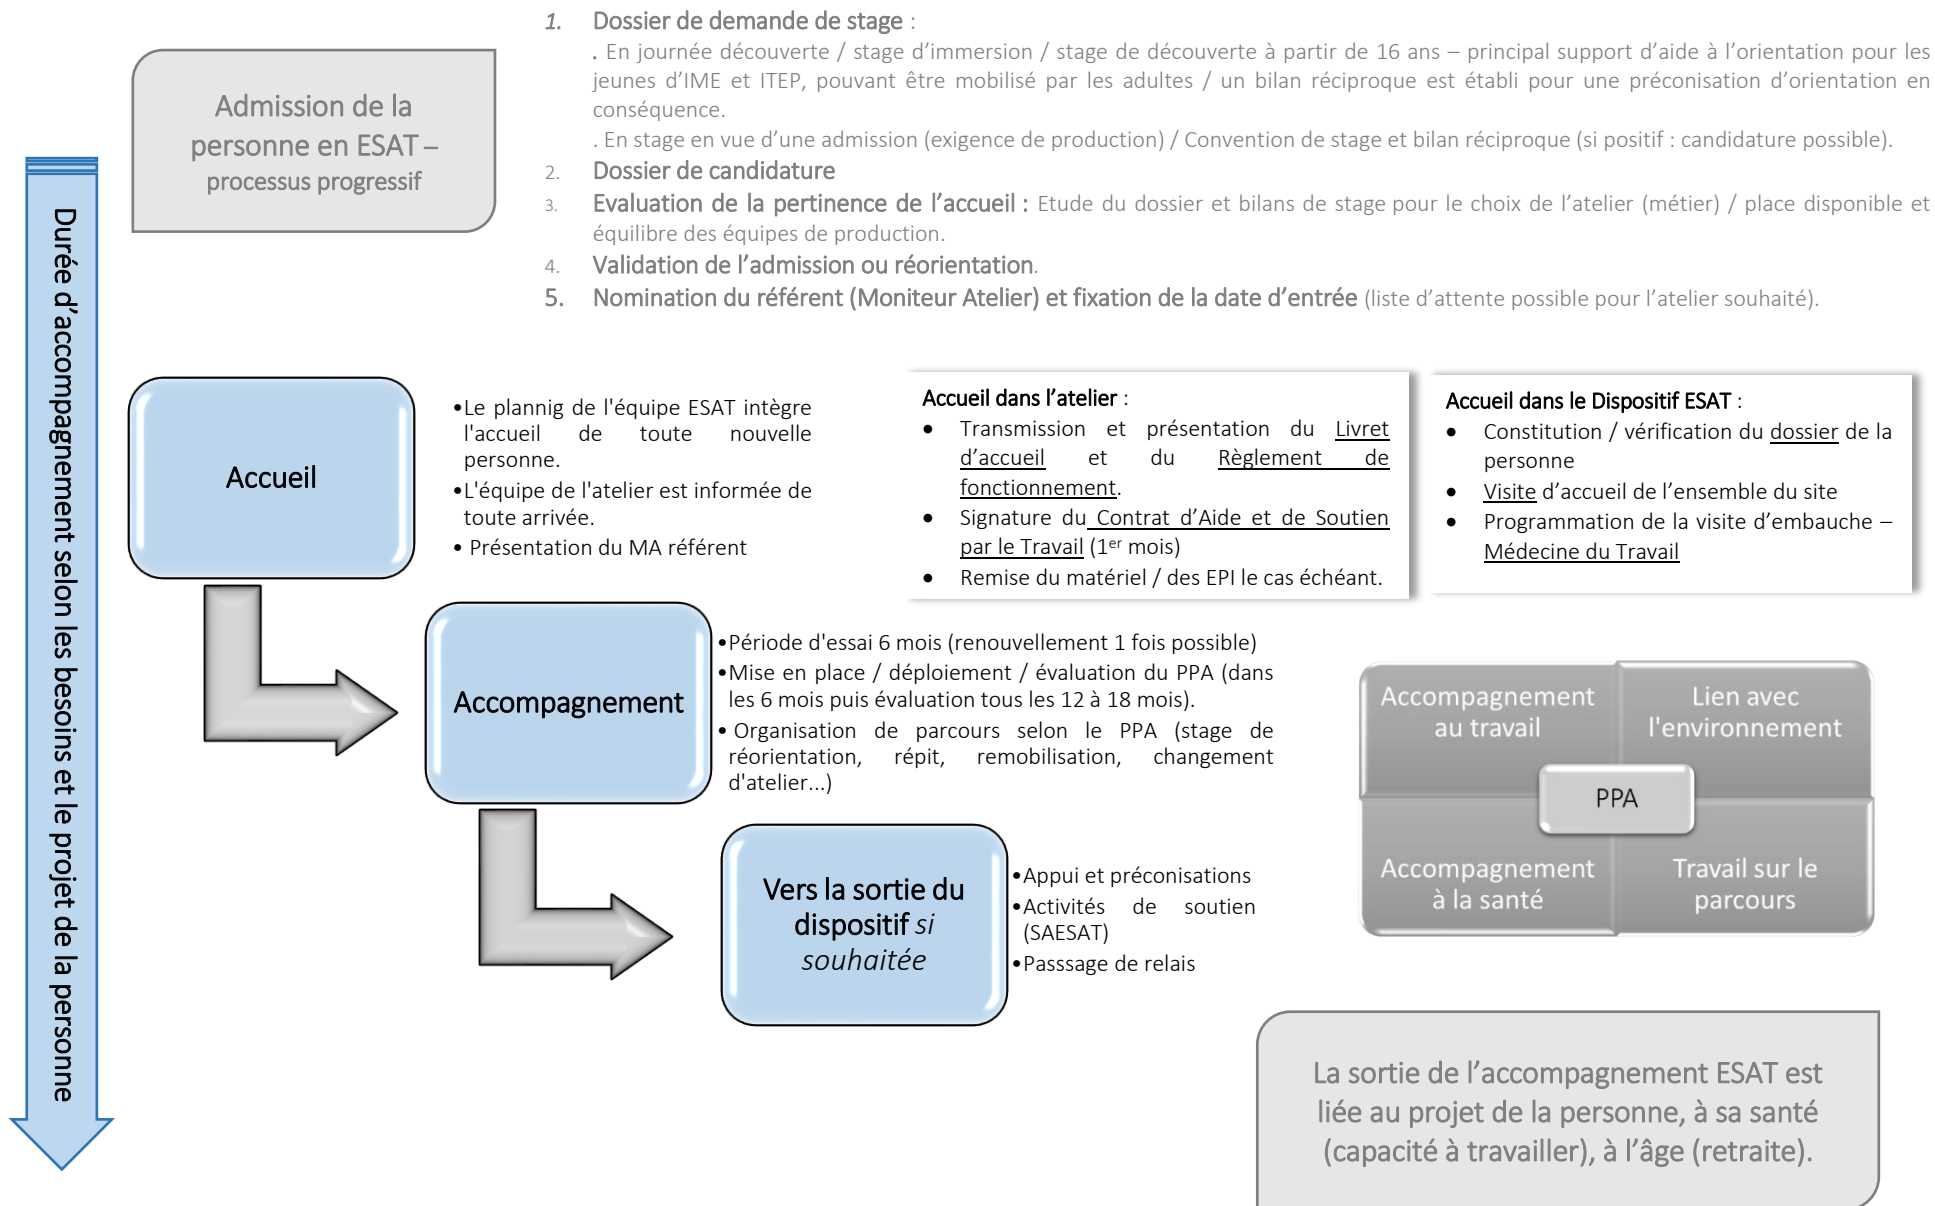 Admission de la
personne en ESAT –
processus progressif
1. Dossier de demande de stage :
. En journée découverte / stage d’immersion / stage de découverte à partir de 16 ans – principal support d’aide à l’orientation pour les
jeunes d’IME et ITEP, pouvant être mobilisé par les adultes / un bilan réciproque est établi pour une préconisation d’orientation en
conséquence.
. En stage en vue d’une admission (exigence de production) / Convention de stage et bilan réciproque (si positif : candidature possible).
2. Dossier de candidature
3. Evaluation de la pertinence de l’accueil : Etude du dossier et bilans de stage pour le choix de l’atelier (métier) / place disponible et
équilibre des équipes de production.
4. Validation de l’admission ou réorientation.
5. Nomination du référent (Moniteur Atelier) et fixation de la date d’entrée (liste d’attente possible pour l’atelier souhaité).
Durée d’accompagnement selon les besoins et le projet de la personne
Accueil
•Le plannig de l'équipe ESAT intègre
l'accueil de toute nouvelle
personne.
•L'équipe de l'atelier est informée de
toute arrivée.
• Présentation du MA référent
Accueil dans l’atelier :
• Transmission et présentation du Livret
d’accueil et du Règlement de
fonctionnement.
• Signature du Contrat d’Aide et de Soutien
par le Travail (1er mois)
• Remise du matériel / des EPI le cas échéant.
Accueil dans le Dispositif ESAT :
• Constitution / vérification du dossier de la
personne
• Visite d’accueil de l’ensemble du site
• Programmation de la visite d’embauche –
Médecine du Travail
Accompagnement
•Période d'essai 6 mois (renouvellement 1 fois possible)
•Mise en place / déploiement / évaluation du PPA (dans
les 6 mois puis évaluation tous les 12 à 18 mois).
• Organisation de parcours selon le PPA (stage de
réorientation, répit, remobilisation, changement
d'atelier...)
Accompagnement
au travail
Lien avec
l'environnement
PPA
Accompagnement
à la santé
Travail sur le
parcours
Vers la sortie du
dispositif si
souhaitée
•Appui et préconisations
•Activités de soutien
(SAESAT)
•Passsage de relais
La sortie de l’accompagnement ESAT est
liée au projet de la personne, à sa santé
(capacité à travailler), à l’âge (retraite).